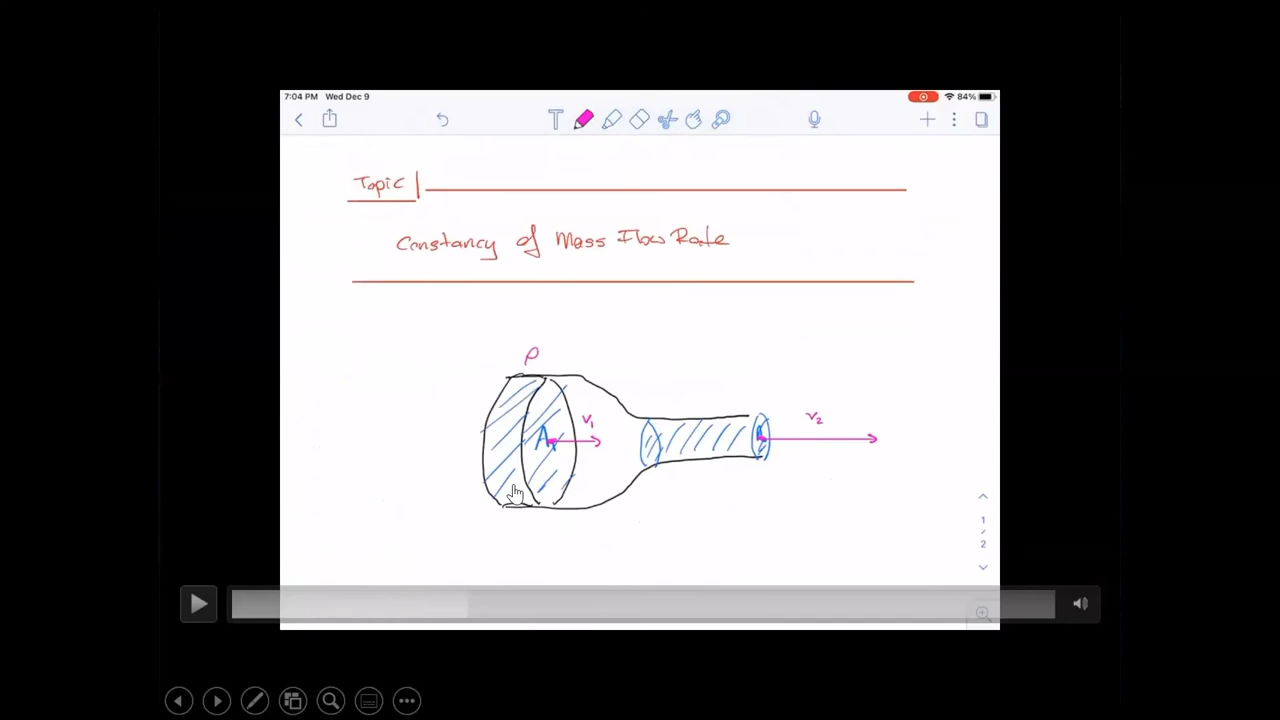 7:04 PM Wed Dec 9
84%
Topic
Constancy of Mass Flow Rate
ρ
A₁
v₁
v₂
1
/
2